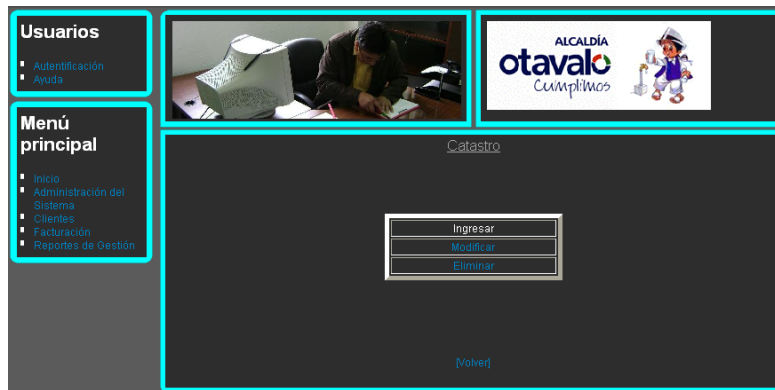 Usuarios
Autentificación
Ayuda
Menú
principal
Inicio
Administración del
Sistema
Clientes
Facturación
Reportes de Gestión
ALCALDÍA
otavalo
Cumplimos
Catastro
Ingresar
Modificar
Eliminar
[Volver]